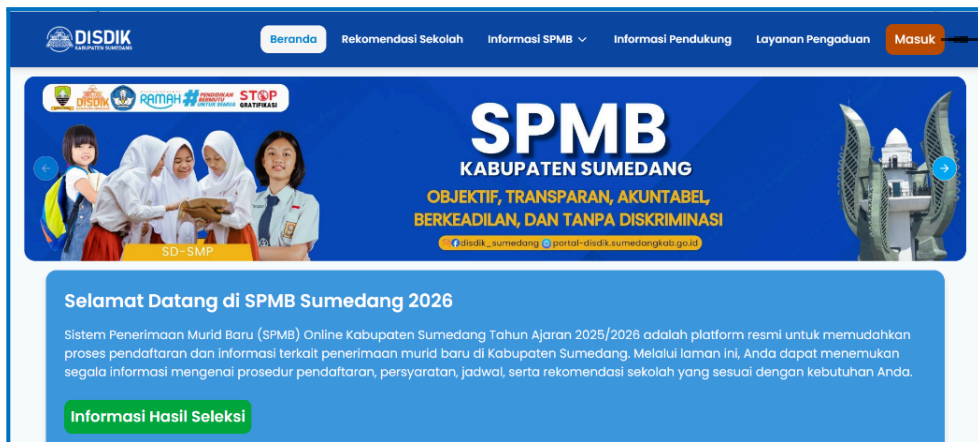 DISDIK
KABUPATEN SUMEDANG
Beranda
Rekomendasi Sekolah
Informasi SPMB
Informasi Pendukung
Layanan Pengaduan
Masuk
DISDIK
RAMAH
#PENDIDIKAN
BERMUTU
UNTUK SEMUA
STOP
GRATIFIKASI
SPMB
KABUPATEN SUMEDANG
OBJEKTIF, TRANSPARAN, AKUNTABEL,
BERKEADILAN, DAN TANPA DISKRIMINASI
disdik_sumedang portal-disdik.sumedangkab.go.id
SD-SMP
Selamat Datang di SPMB Sumedang 2026
Sistem Penerimaan Murid Baru (SPMB) Online Kabupaten Sumedang Tahun Ajaran 2025/2026 adalah platform resmi untuk memudahkan
proses pendaftaran dan informasi terkait penerimaan murid baru di Kabupaten Sumedang. Melalui laman ini, Anda dapat menemukan
segala informasi mengenai prosedur pendaftaran, persyaratan, jadwal, serta rekomendasi sekolah yang sesuai dengan kebutuhan Anda.
Informasi Hasil Seleksi